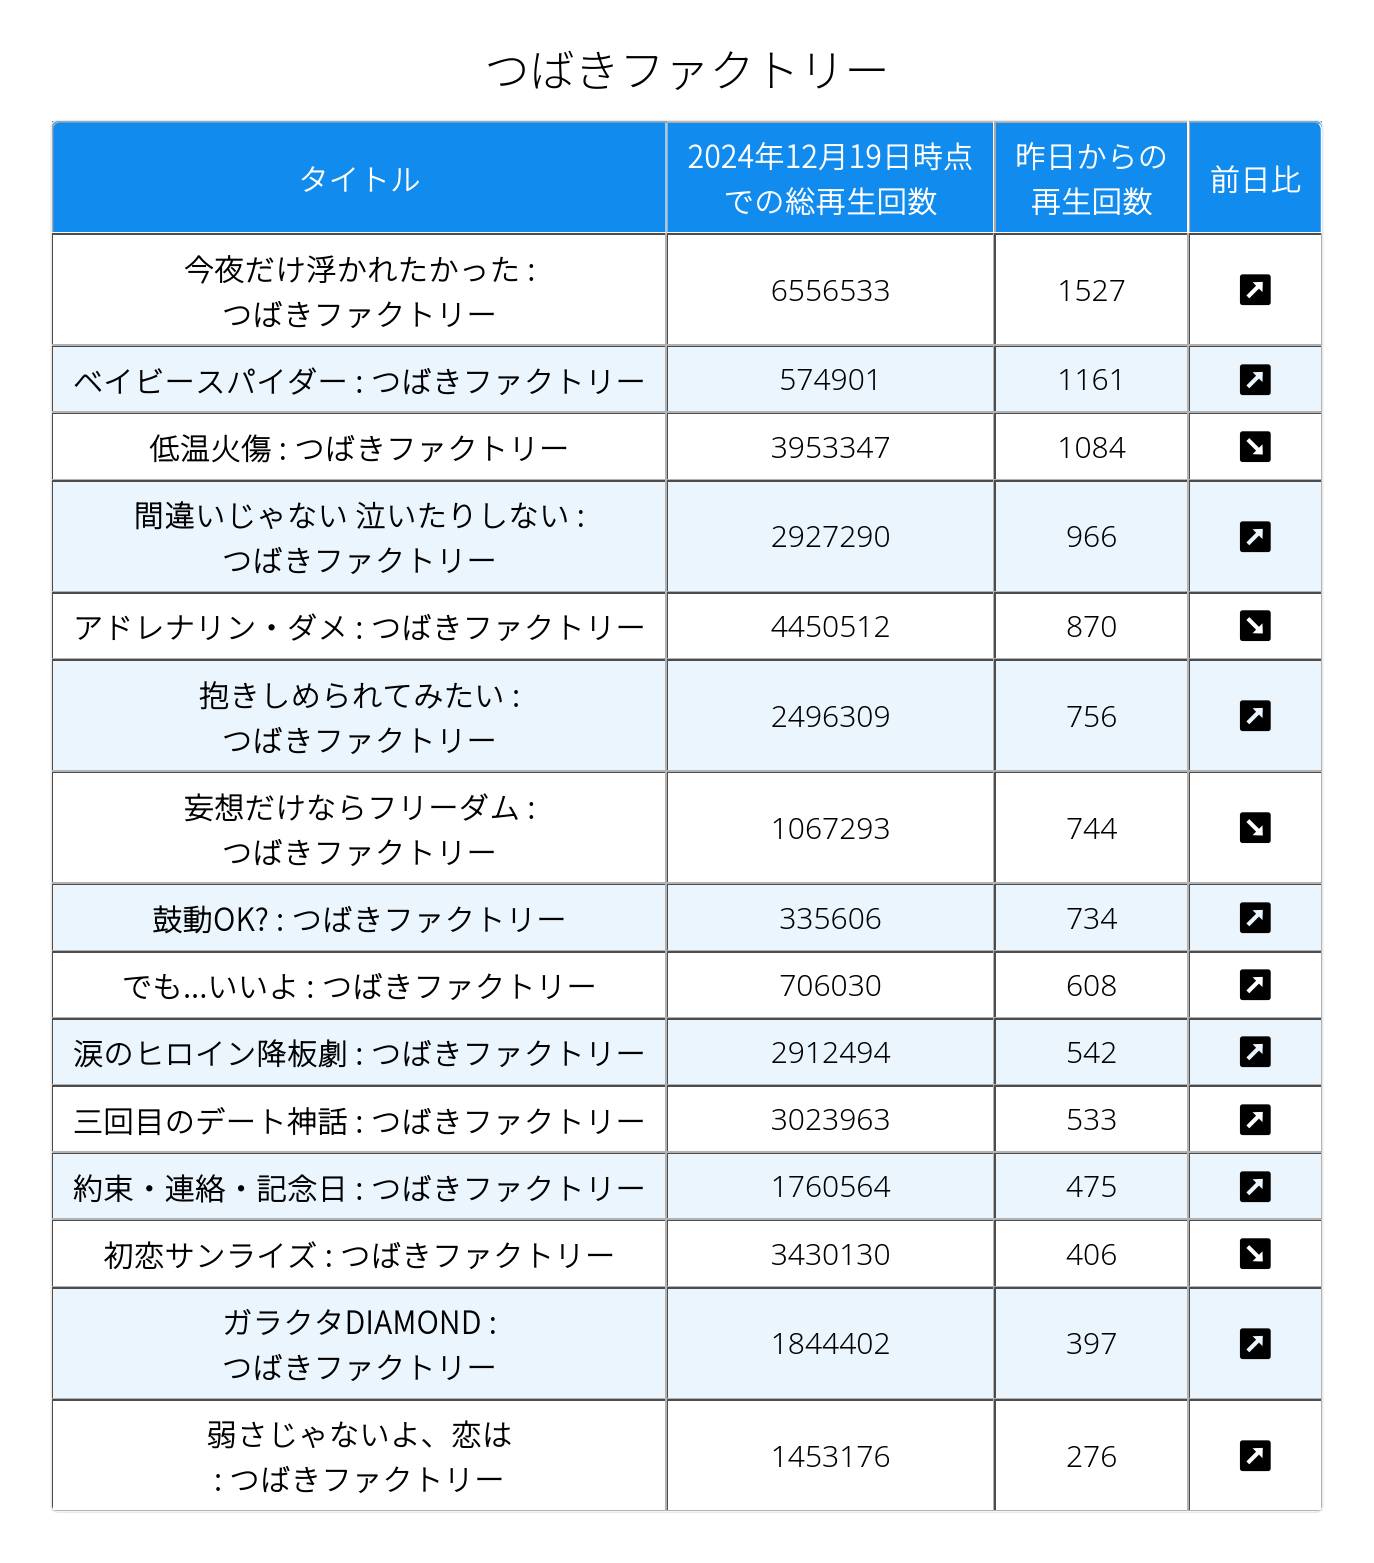 つばきファクトリー
タイトル
2024年12月19日時点
での総再生回数
昨日からの
再生回数
前日比
今夜だけ浮かれたかった :
つばきファクトリー
6556533
1527
ベイビースパイダー : つばきファクトリー
574901
1161
低温火傷 : つばきファクトリー
3953347
1084
間違いじゃない 泣いたりしない :
つばきファクトリー
2927290
966
アドレナリン・ダメ : つばきファクトリー
4450512
870
抱きしめられてみたい :
つばきファクトリー
2496309
756
妄想だけならフリーダム :
つばきファクトリー
1067293
744
鼓動OK? : つばきファクトリー
335606
734
でも...いいよ : つばきファクトリー
706030
608
涙のヒロイン降板劇 : つばきファクトリー
2912494
542
三回目のデート神話 : つばきファクトリー
3023963
533
約束・連絡・記念日 : つばきファクトリー
1760564
475
初恋サンライズ : つばきファクトリー
3430130
406
ガラクタDIAMOND :
つばきファクトリー
1844402
397
弱さじゃないよ、恋は
: つばきファクトリー
1453176
276